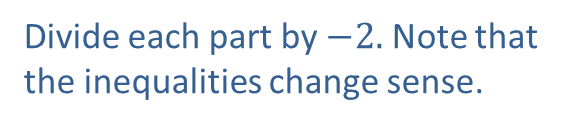 Divide each part by −2. Note that
the inequalities change sense.